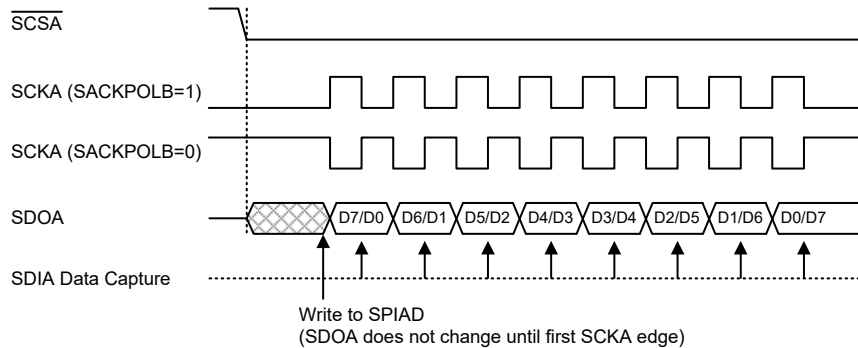 SCSA
SCKA (SACKPOLB=1)
SCKA (SACKPOLB=0)
SDOA
D7/D0 D6/D1 D5/D2 D4/D3 D3/D4 D2/D5 D1/D6 D0/D7
SDIA Data Capture
Write to SPIAD
(SDOA does not change until first SCKA edge)